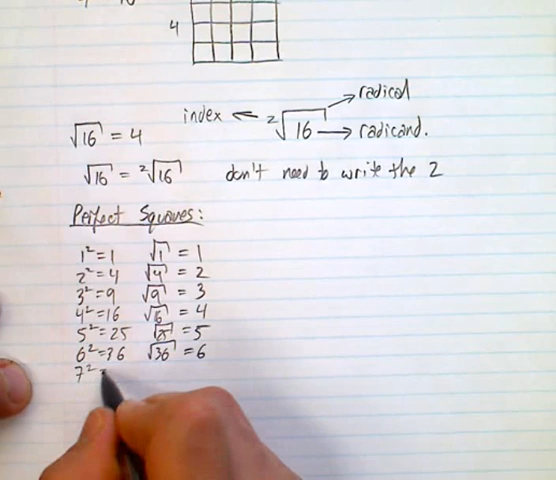 4
radical
index ← ²√16 → radicand.
√16 = 4
√16 = ²√16 don't need to write the 2
Perfect Squares:
1²=1 √1 = 1
2²=4 √4 = 2
3²=9 √9 = 3
4²=16 √16 = 4
5²=25 √25 = 5
6²=36 √36 = 6
7²=